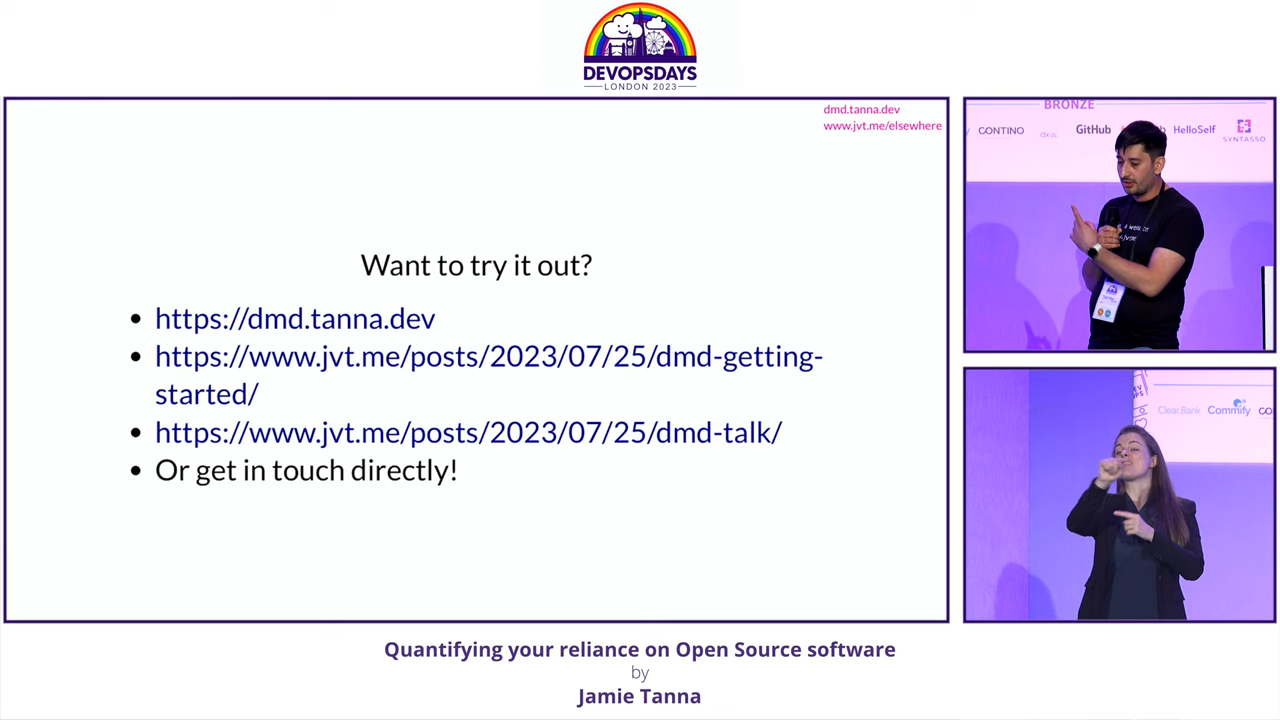 DEVOPSDAYS
LONDON 2023
dmd.tanna.dev
www.jvt.me/elsewhere
Want to try it out?
• https://dmd.tanna.dev
• https://www.jvt.me/posts/2023/07/25/dmd-getting-
started/
• https://www.jvt.me/posts/2023/07/25/dmd-talk/
• Or get in touch directly!
BRONZE
CONTINO
dxw
GitHub
HelloSelf
SYNTASSO
ClearBank
Commify
Quantifying your reliance on Open Source software
by
Jamie Tanna